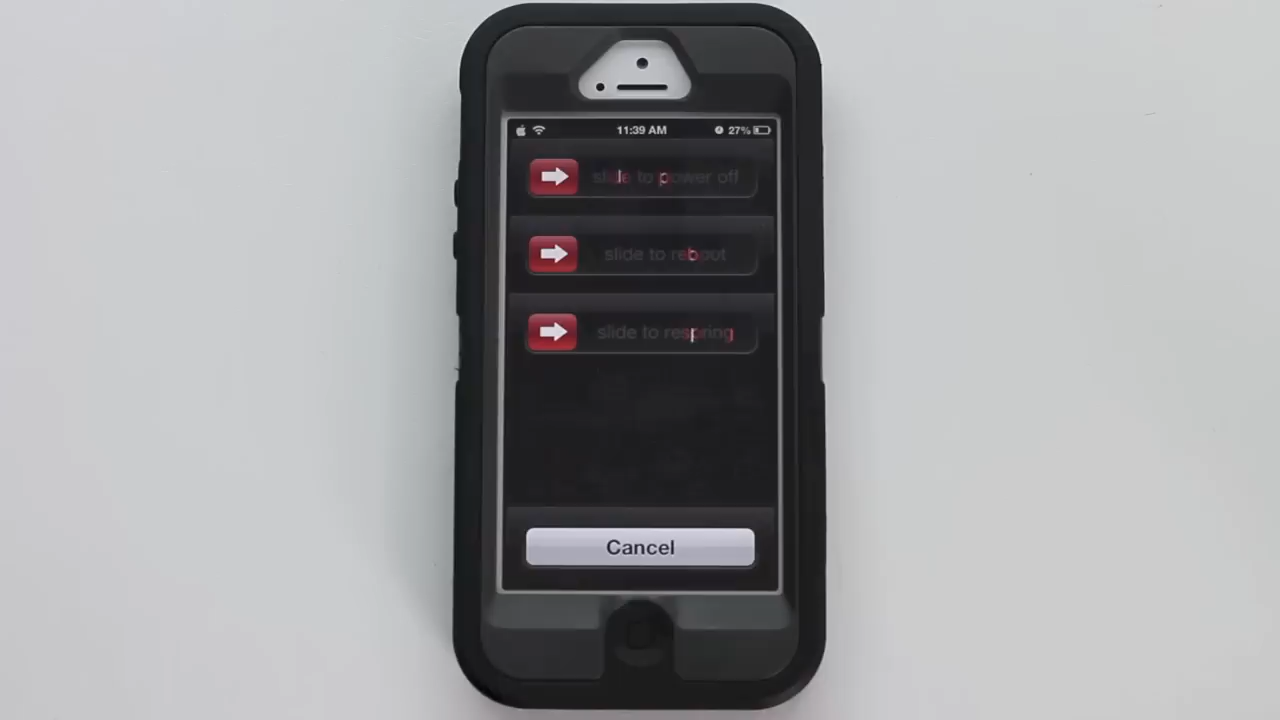 11:39 AM 27%
slide to power off
slide to reboot
slide to respring
Cancel